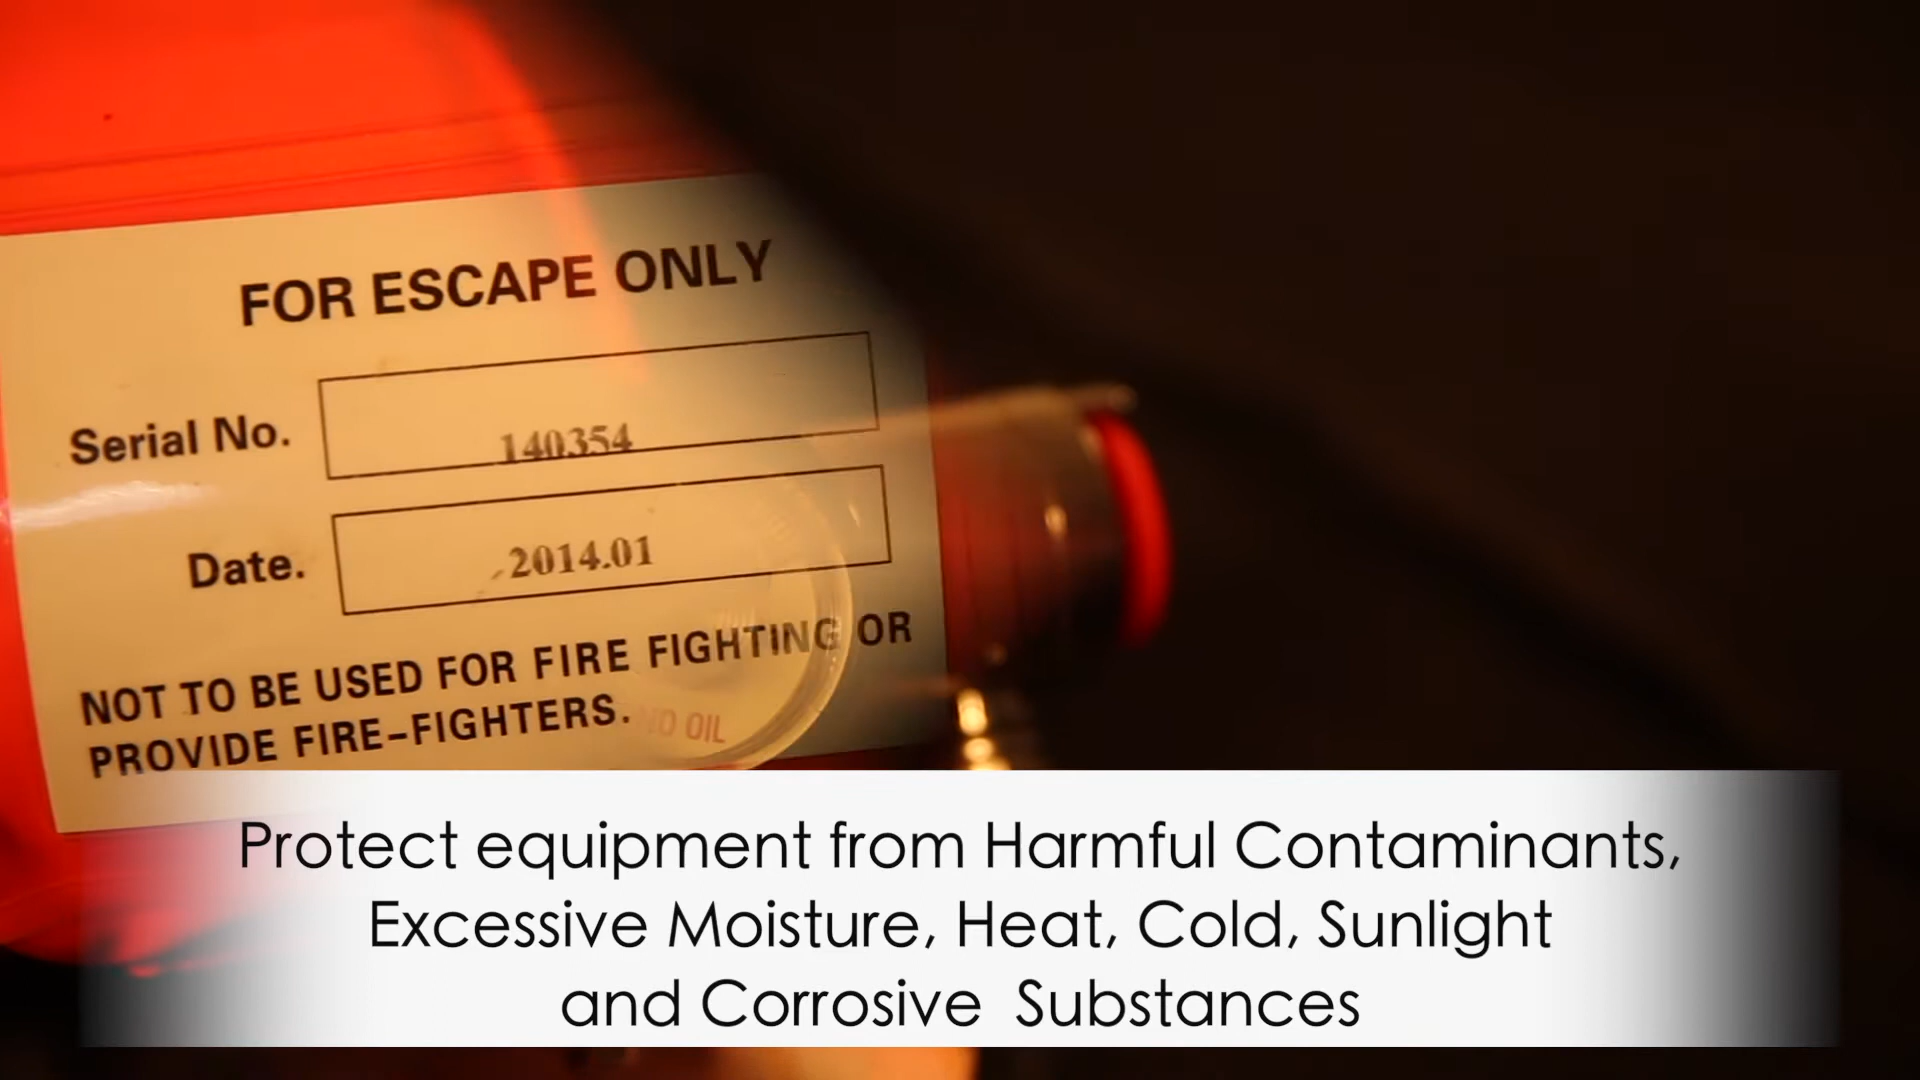 FOR ESCAPE ONLY
Serial No. 140354
Date. 2014.01
NOT TO BE USED FOR FIRE FIGHTING OR
PROVIDE FIRE-FIGHTERS.
OIL
Protect equipment from Harmful Contaminants,
Excessive Moisture, Heat, Cold, Sunlight
and Corrosive Substances